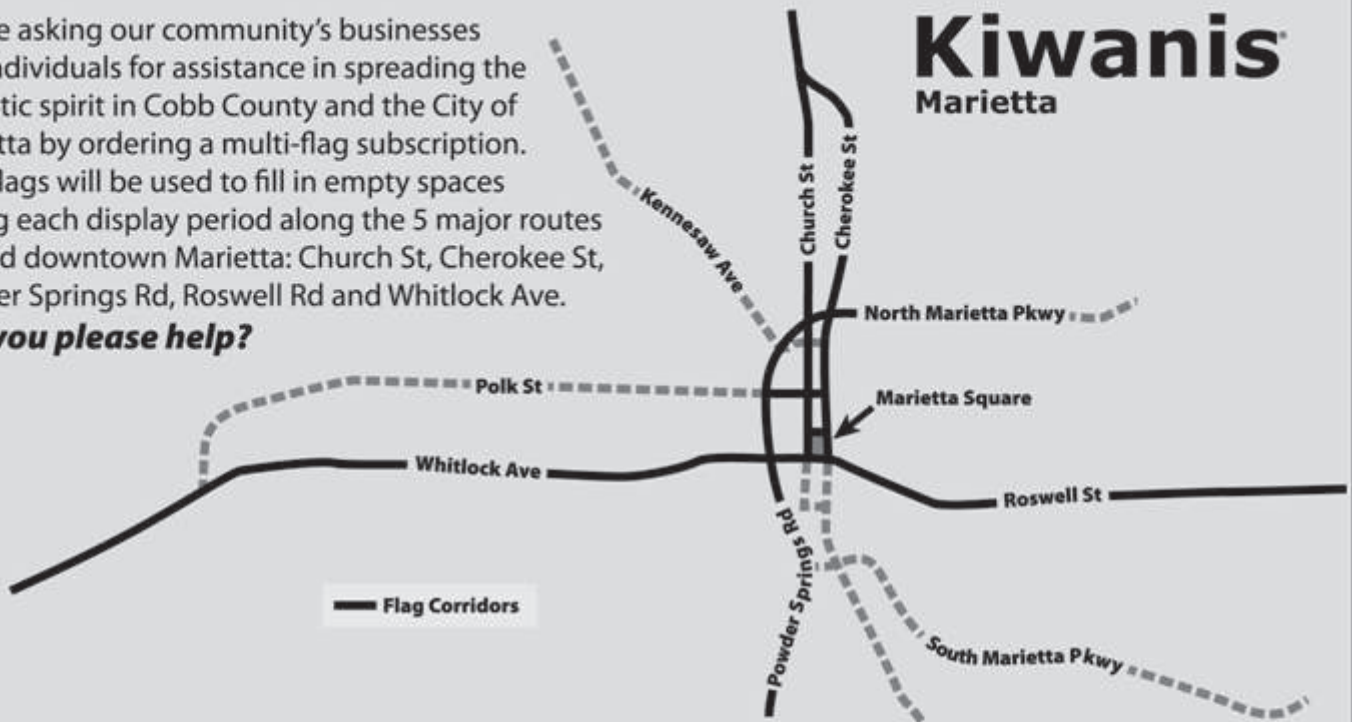 e asking our community's businesses
dividuals for assistance in spreading the
tic spirit in Cobb County and the City of
tta by ordering a multi-flag subscription.
lags will be used to fill in empty spaces
g each display period along the 5 major routes
d downtown Marietta: Church St, Cherokee St,
er Springs Rd, Roswell Rd and Whitlock Ave.
you please help?
Kiwanis
Marietta
Kennesaw Ave
Church St
Cherokee St
North Marietta Pkwy
Polk St
Marietta Square
Whitlock Ave
Roswell St
Powder Springs Rd
Flag Corridors
South Marietta Pkwy